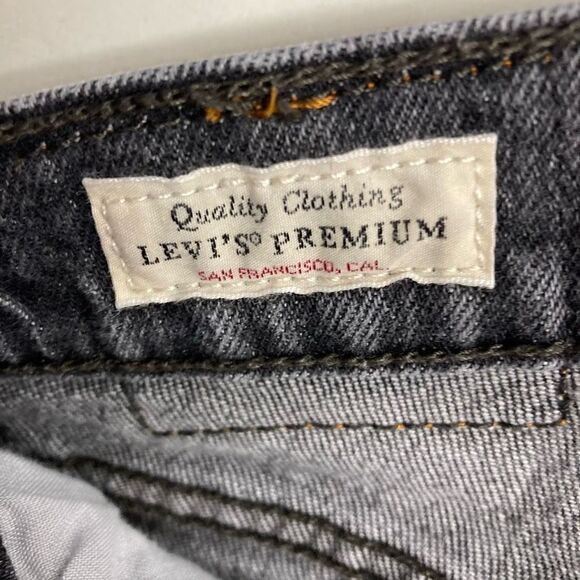 Quality Clothing
LEVI'S® PREMIUM
SAN FRANCISCO, CAL.